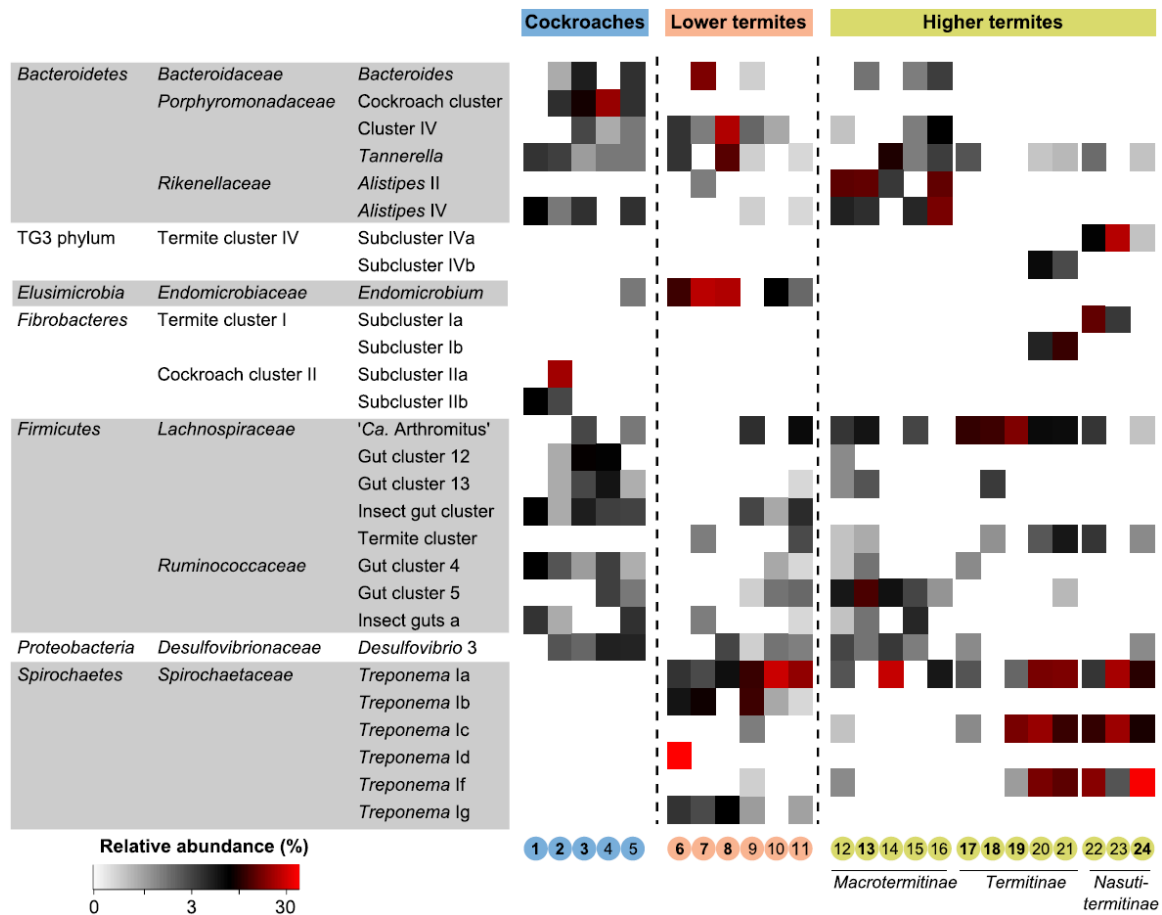 Cockroaches Lower termites Higher termites
Bacteroidetes Bacteroidaceae Bacteroides
Porphyromonadaceae Cockroach cluster
Cluster IV
Tannerella
Rikenellaceae Alistipes II
Alistipes IV
TG3 phylum Termite cluster IV Subcluster IVa
Subcluster IVb
Elusimicrobia Endomicrobiaceae Endomicrobium
Fibrobacteres Termite cluster I Subcluster Ia
Subcluster Ib
Cockroach cluster II Subcluster IIa
Subcluster IIb
Firmicutes Lachnospiraceae 'Ca. Arthromitus'
Gut cluster 12
Gut cluster 13
Insect gut cluster
Termite cluster
Ruminococcaceae Gut cluster 4
Gut cluster 5
Insect guts a
Proteobacteria Desulfovibrionaceae Desulfovibrio 3
Spirochaetes Spirochaetaceae Treponema Ia
Treponema Ib
Treponema Ic
Treponema Id
Treponema If
Treponema Ig
Relative abundance (%)
0 3 30
1 2 3 4 5 6 7 8 9 10 11 12 13 14 15 16 17 18 19 20 21 22 23 24
Macrotermitinae Termitinae Nasuti-
termitinae